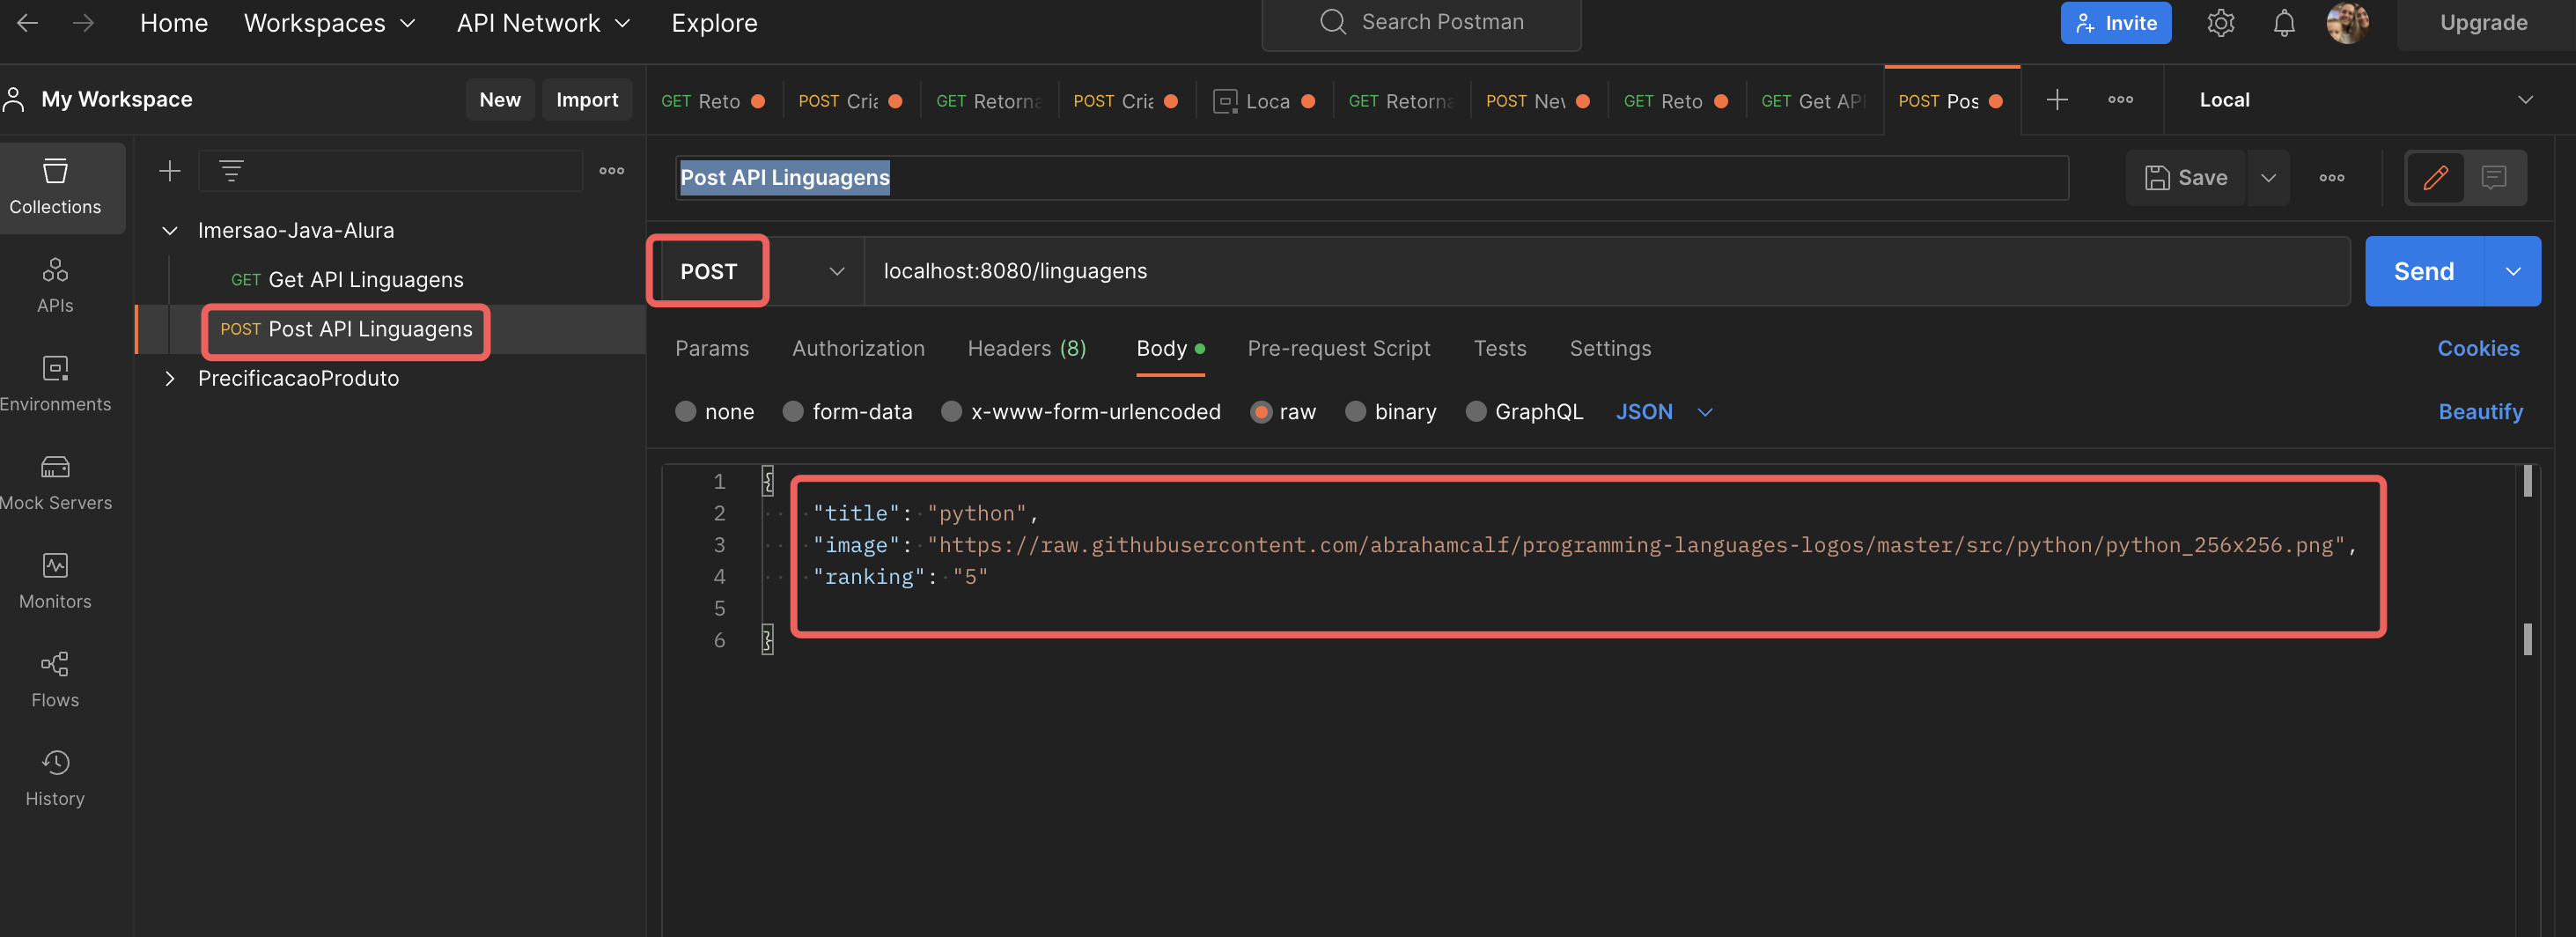 Home Workspaces API Network Explore Search Postman Invite Upgrade
My Workspace New Import GET Reto POST Cria GET Retorna POST Cria Loca GET Retorna POST New GET Reto GET Get API POST Pos Local
Post API Linguagens Save
Collections
Imersao-Java-Alura
GET Get API Linguagens
POST Post API Linguagens
PrecificacaoProduto
APIs
Environments
Mock Servers
Monitors
Flows
History
POST localhost:8080/linguagens Send
Params Authorization Headers (8) Body Pre-request Script Tests Settings Cookies
none form-data x-www-form-urlencoded raw binary GraphQL JSON Beautify
1 {
2 "title": "python",
3 "image": "https://raw.githubusercontent.com/abrahamcalf/programming-languages-logos/master/src/python/python_256x256.png",
4 "ranking": "5"
5
6 }